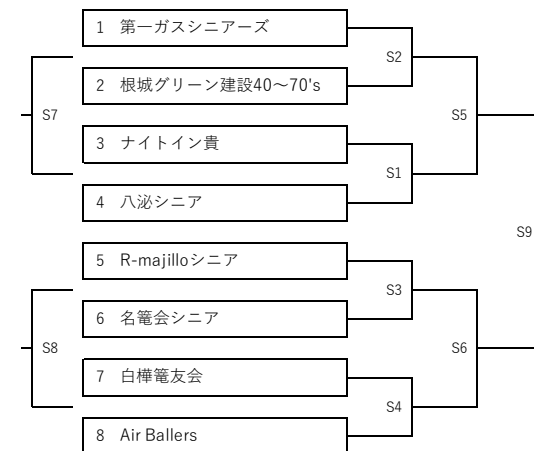 1 第一ガスシニアーズ
S2
2 根城グリーン建設40～70's
S7
S5
3 ナイトイン貴
S1
4 八泌シニア
S9
5 R-majilloシニア
S3
6 名篭会シニア
S8
S6
7 白樺篭友会
S4
8 Air Ballers